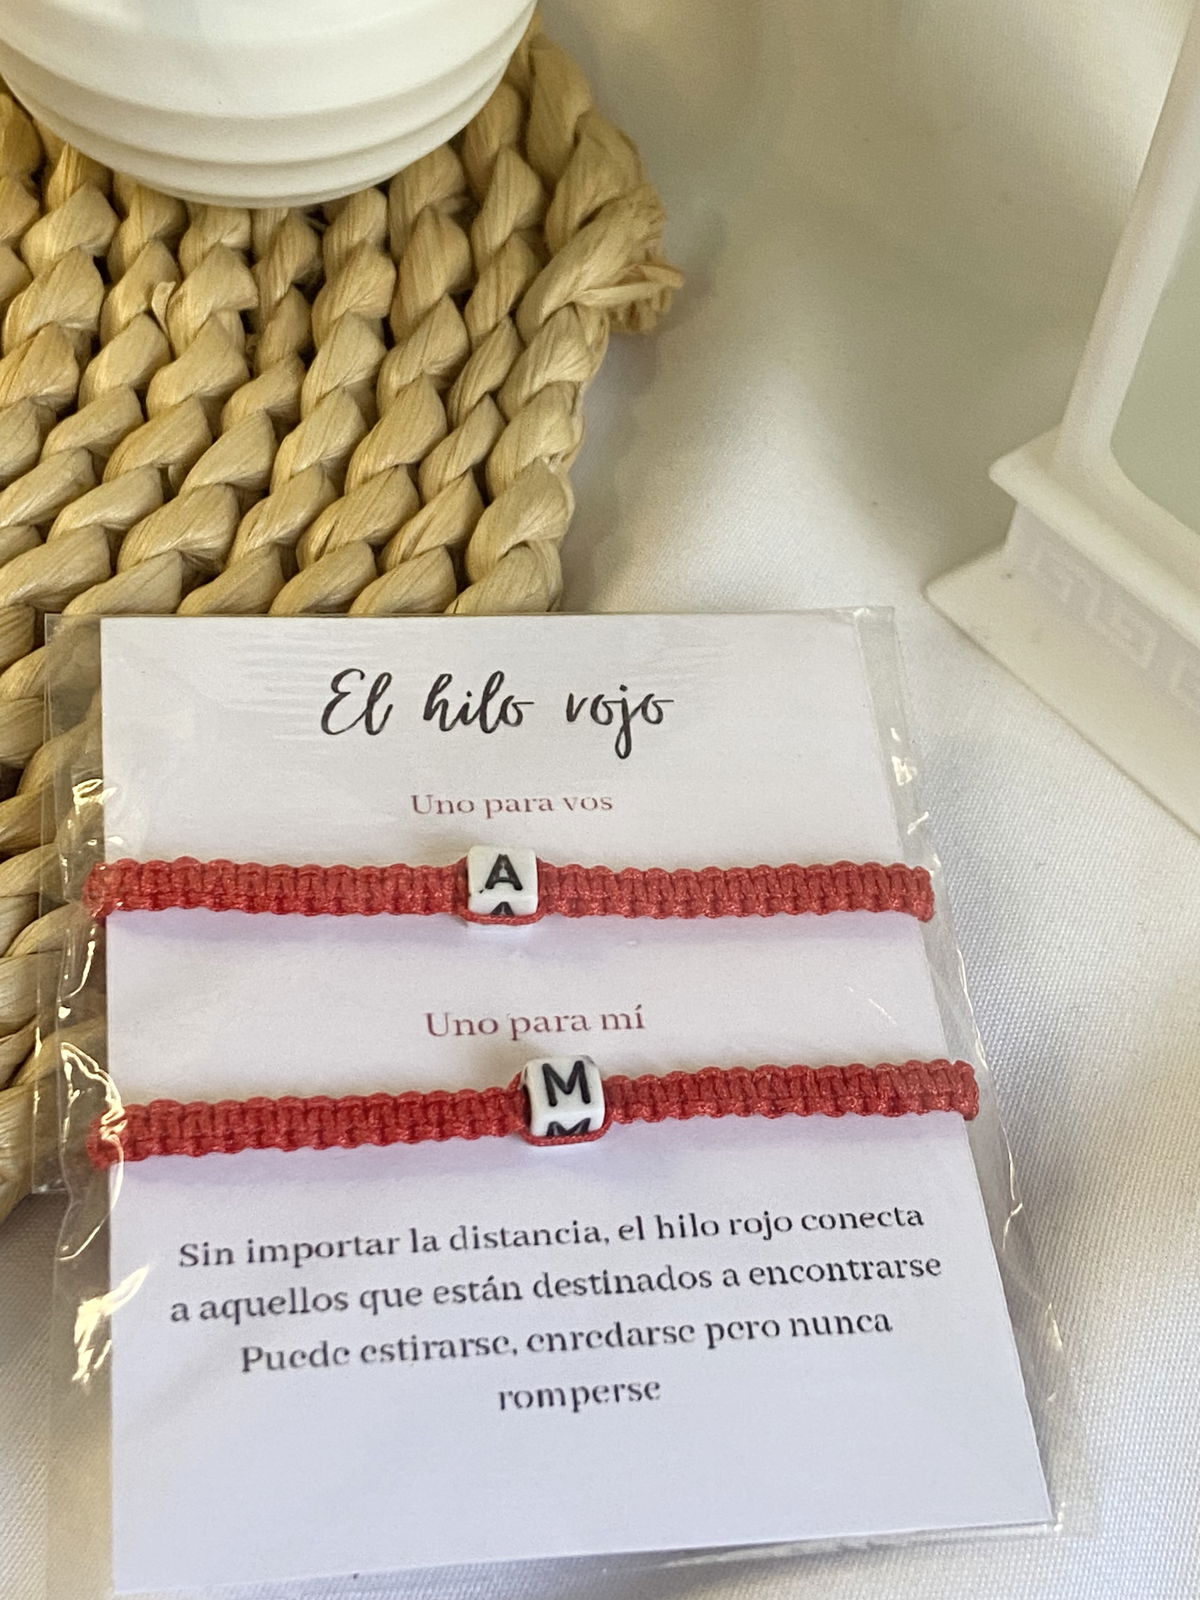 El hilo rojo
Uno para vos
A
Uno para mí
M
Sin importar la distancia, el hilo rojo conecta
a aquellos que están destinados a encontrarse
Puede estirarse, enredarse pero nunca
romperse